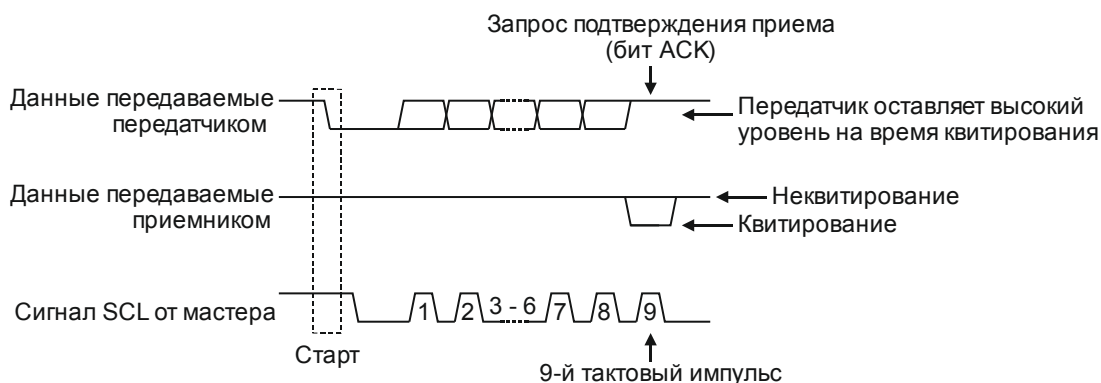 Запрос подтверждения приема
(бит ACK)
Данные передаваемые
передатчиком
Передатчик оставляет высокий
уровень на время квитирования
Данные передаваемые
приемником
Неквитирование
Квитирование
Сигнал SCL от мастера
1 2 3 - 6 7 8 9
Старт
9-й тактовый импульс